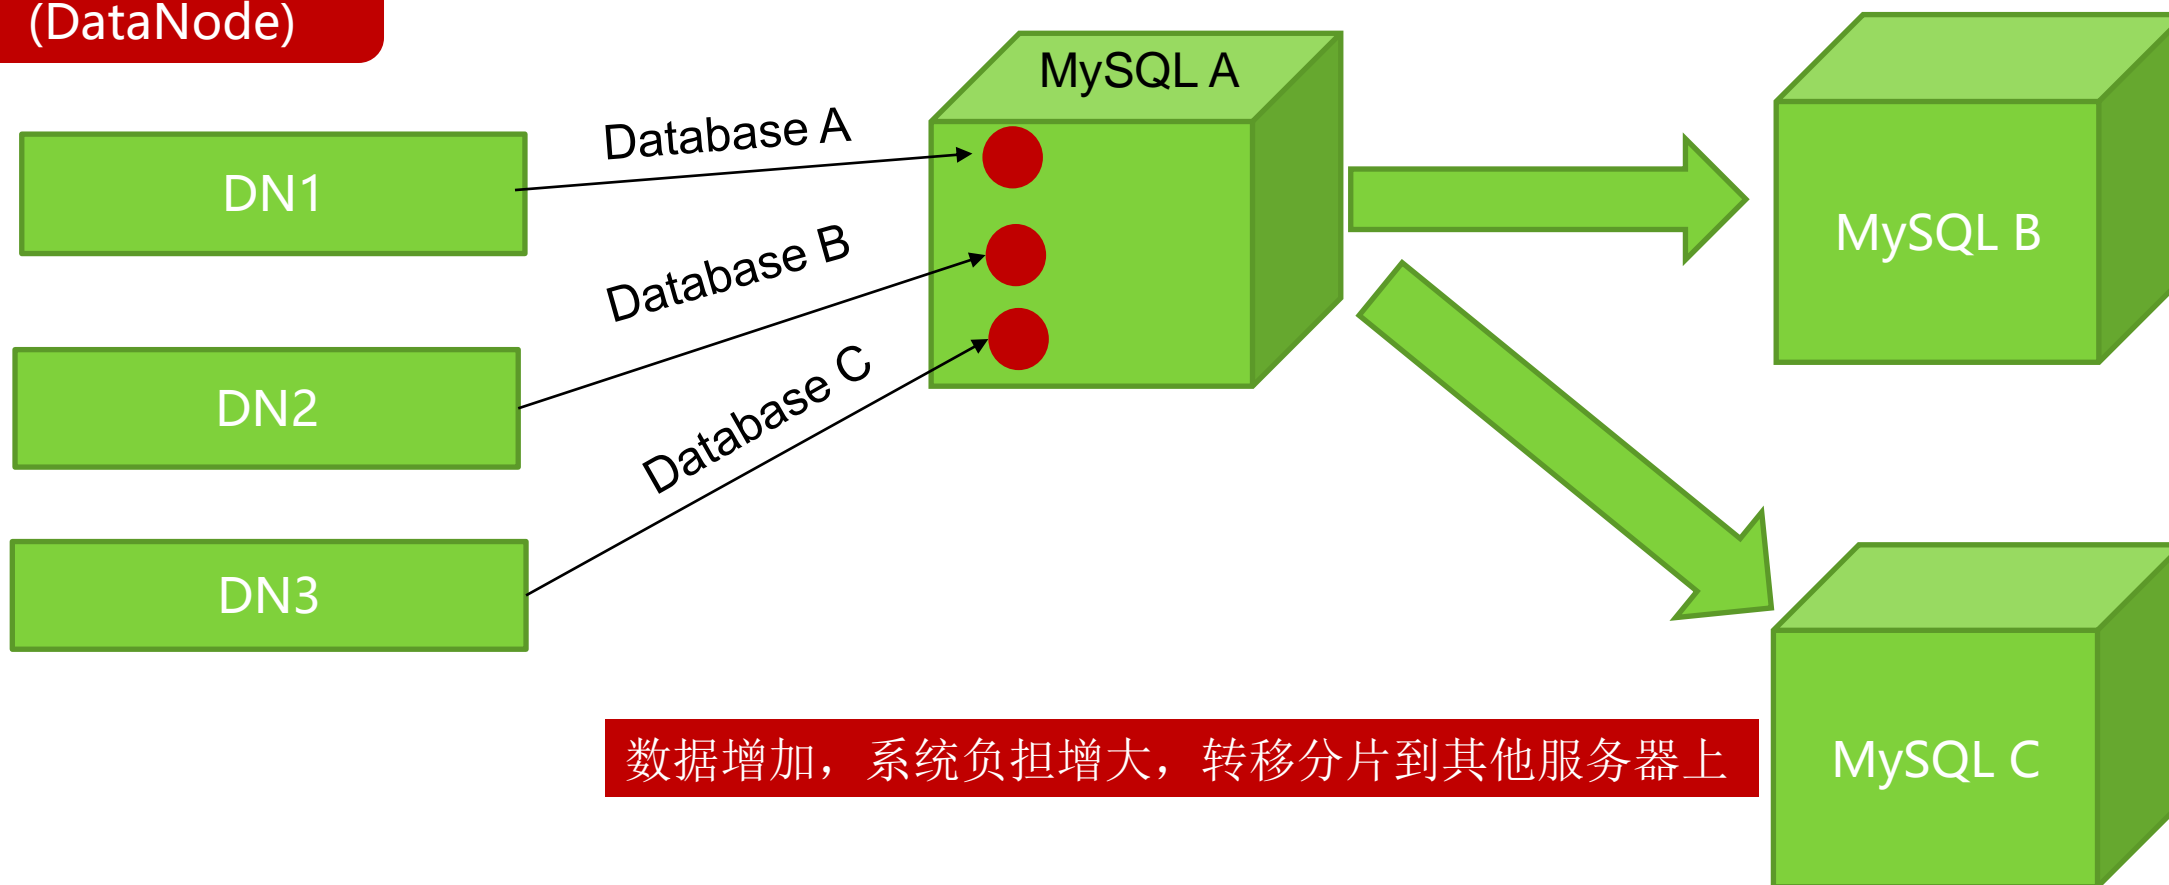 (DataNode)
MySQL A
Database A
DN1
MySQL B
Database B
DN2
Database C
DN3
数据增加，系统负担增大，转移分片到其他服务器上
MySQL C